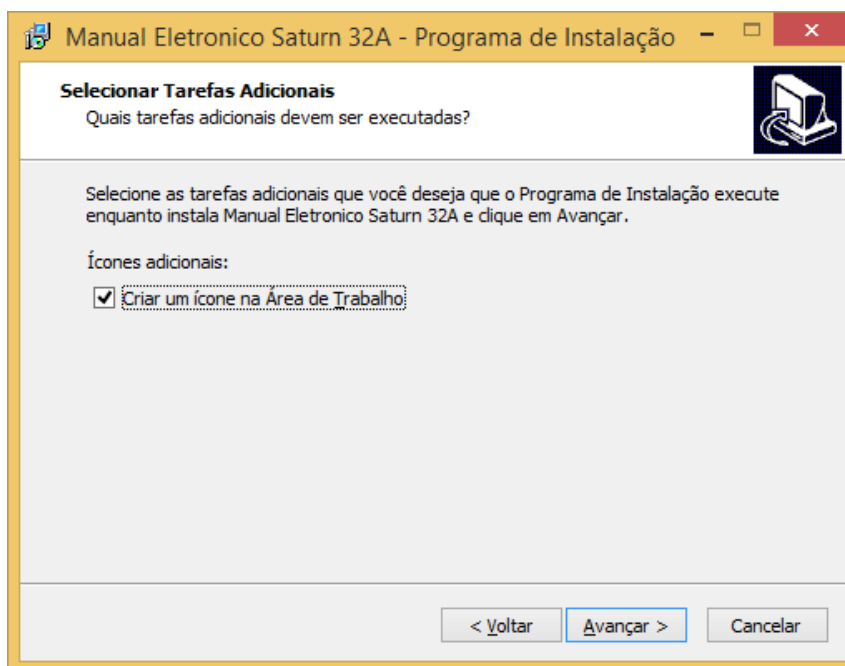 Manual Eletronico Saturn 32A - Programa de Instalação
Selecionar Tarefas Adicionais
Quais tarefas adicionais devem ser executadas?
Selecione as tarefas adicionais que você deseja que o Programa de Instalação execute
enquanto instala Manual Eletronico Saturn 32A e clique em Avançar.
Ícones adicionais:
Criar um ícone na Área de Trabalho
< Voltar
Avançar >
Cancelar